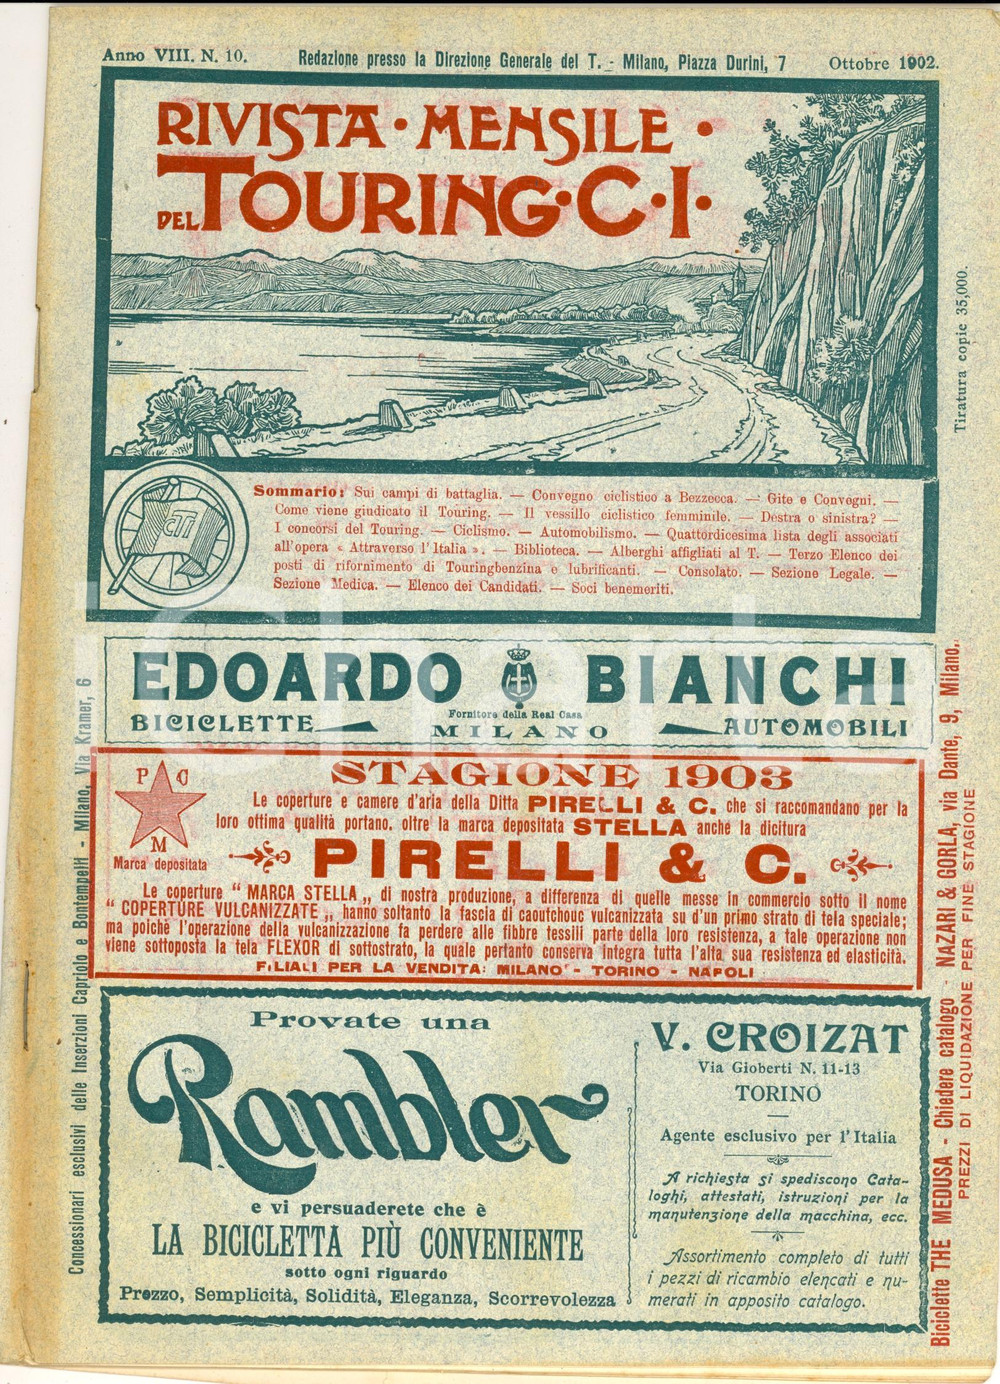 Anno VIII. N. 10. Redazione presso la Direzione Generale del T. - Milano, Piazza Durini, 7 Ottobre 1902.
RIVISTA · MENSILE ·
DEL TOURING · C · I ·
Tiratura copie 35,000.
CTI
Sommario: Sui campi di battaglia. — Convegno ciclistico a Bezzecca. — Gite e Convegni. —
Come viene giudicato il Touring. — Il vessillo ciclistico femminile. — Destra o sinistra? —
I concorsi del Touring. — Ciclismo. — Automobilismo. — Quattordicesima lista degli associati
all'opera « Attraverso l'Italia ». — Biblioteca. — Alberghi affigliati al T. — Terzo Elenco dei
posti di rifornimento di Touringbenzina e lubrificanti. — Consolato. — Sezione Legale. —
Sezione Medica. — Elenco dei Candidati. — Soci benemeriti.
EDOARDO BIANCHI
Fornitore della Real Casa
BICICLETTE MILANO AUTOMOBILI
STAGIONE 1903
P C
M
Marca depositata
Le coperture e camere d'aria della Ditta PIRELLI & C. che si raccomandano per la
loro ottima qualità portano, oltre la marca depositata STELLA anche la dicitura
PIRELLI & C.
Le coperture “ MARCA STELLA „ di nostra produzione, a differenza di quelle messe in commercio sotto il nome
“ COPERTURE VULCANIZZATE „ hanno soltanto la fascia di caoutchouc vulcanizzata su d'un primo strato di tela speciale;
ma poichè l'operazione della vulcanizzazione fa perdere alle fibbre tessili parte della loro resistenza, a tale operazione non
viene sottoposta la tela FLEXOR di sottostrato, la quale pertanto conserva integra tutta l'alta sua resistenza ed elasticità.
FILIALI PER LA VENDITA: MILANO - TORINO - NAPOLI
Provate una
Rambler
e vi persuaderete che è
LA BICICLETTA PIÙ CONVENIENTE
sotto ogni riguardo
Prezzo, Semplicità, Solidità, Eleganza, Scorrevolezza
V. CROIZAT
Via Gioberti N. 11-13
TORINO
Agente esclusivo per l'Italia
A richiesta si spediscono Cata-
loghi, attestati, istruzioni per la
manutenzione della macchina, ecc.
Assortimento completo di tutti
i pezzi di ricambio elencati e nu-
merati in apposito catalogo.
Concessionari esclusivi delle Inserzioni Capriolo e Bontempelli - Milano, Via Kramer, 6
Biciclette THE MEDUSA - Chiedere catalogo - NAZARI & GORLA, via Dante, 9, Milano.
PREZZI DI LIQUIDAZIONE PER FINE STAGIONE